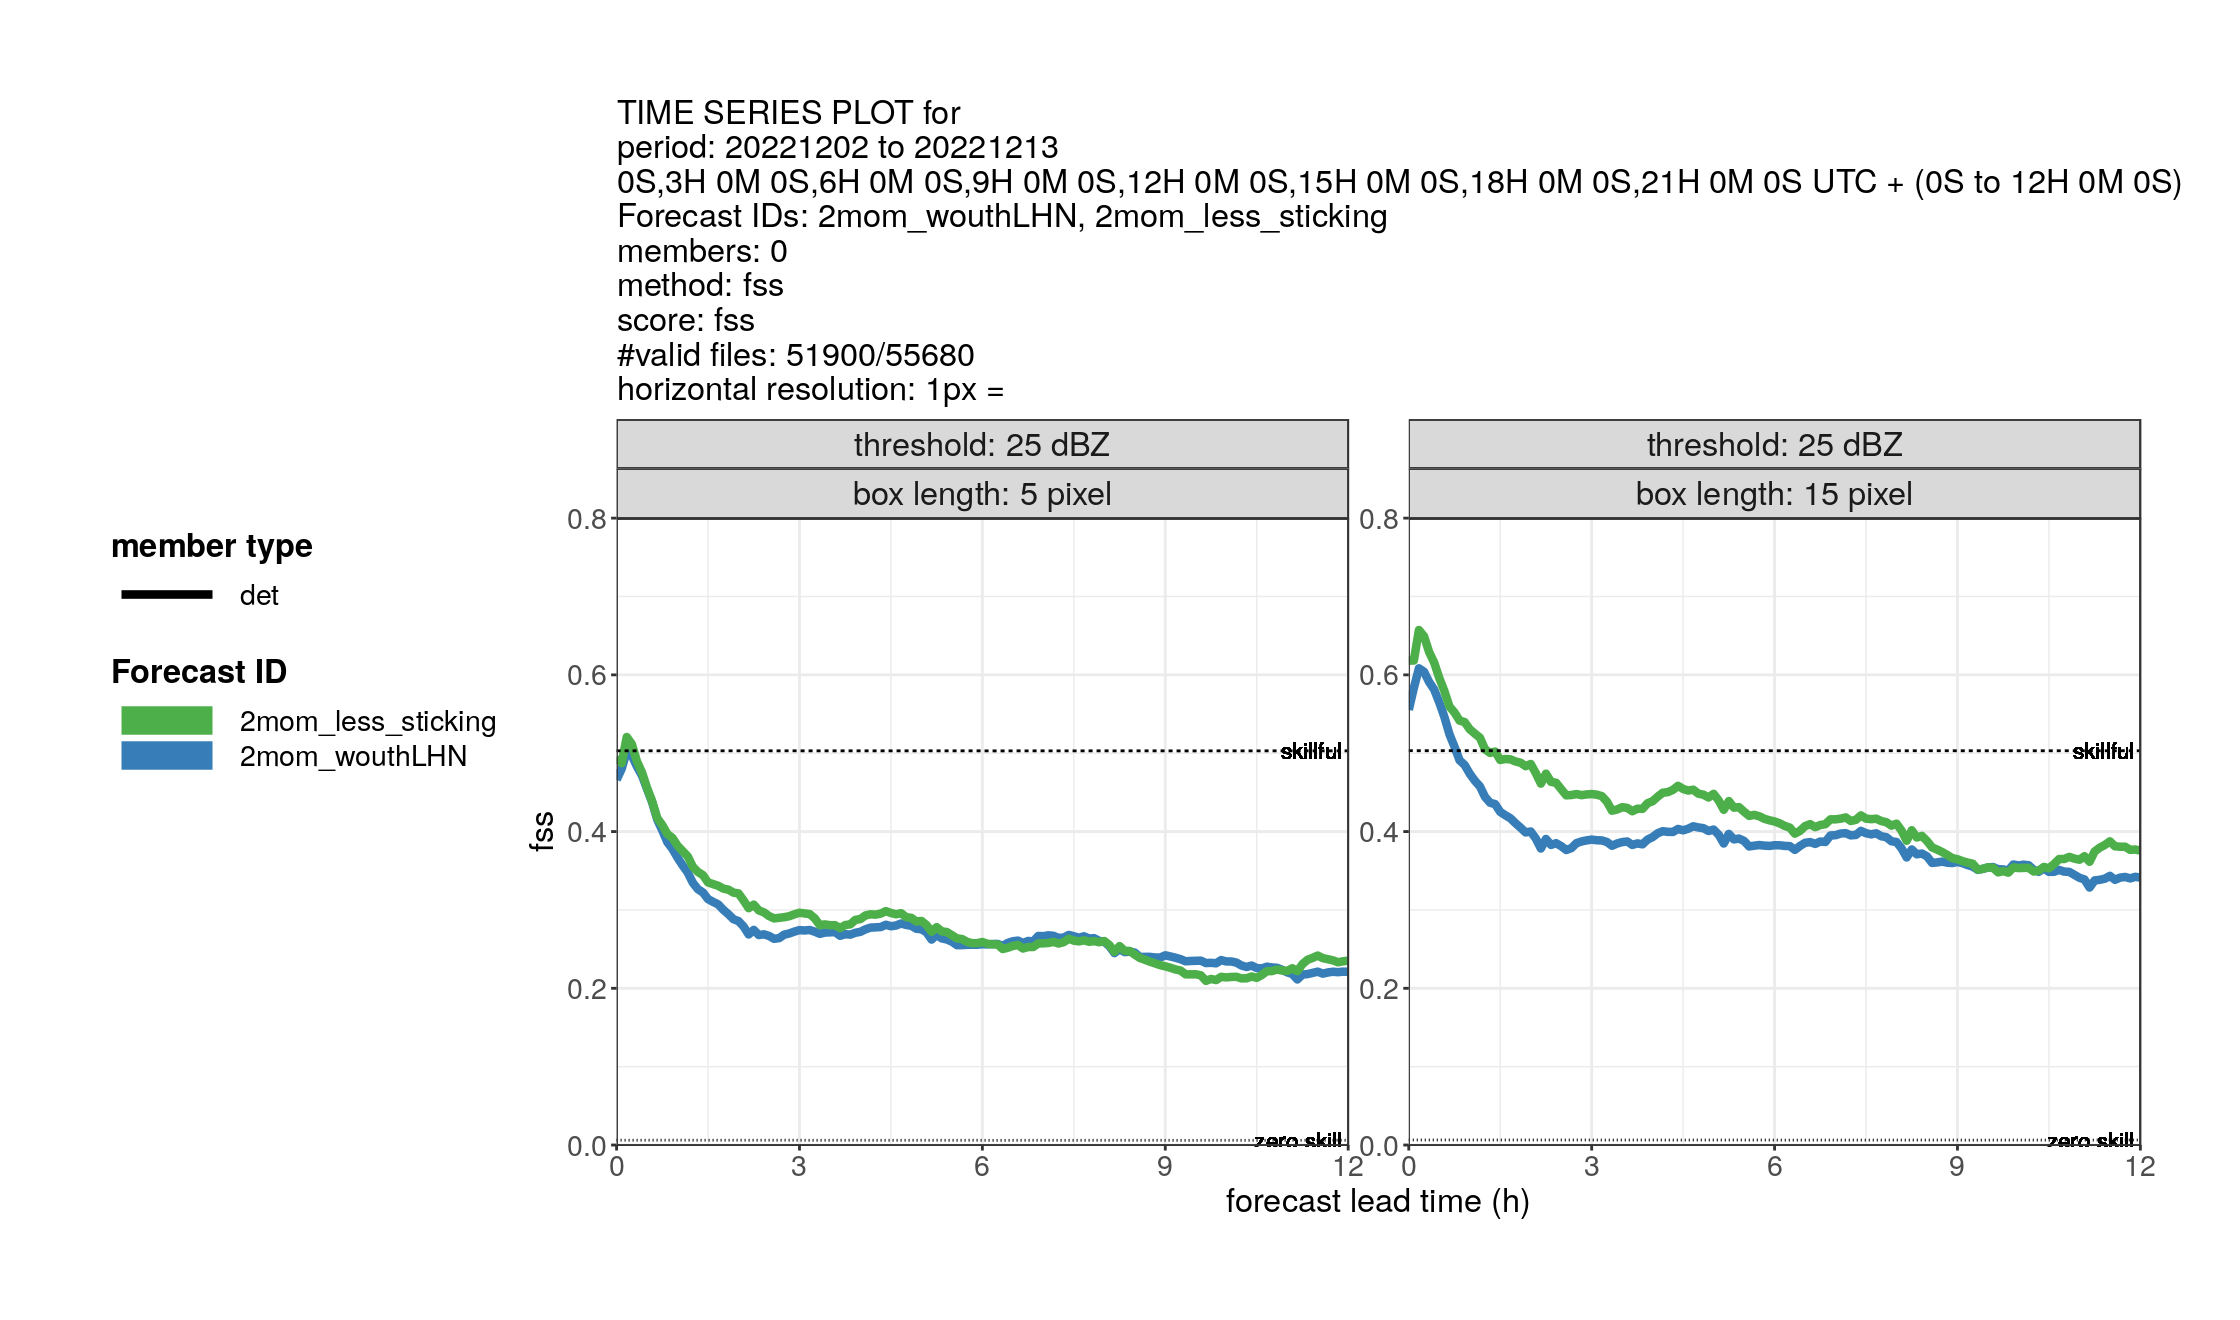 TIME SERIES PLOT for
period: 20221202 to 20221213
0S,3H 0M 0S,6H 0M 0S,9H 0M 0S,12H 0M 0S,15H 0M 0S,18H 0M 0S,21H 0M 0S UTC + (0S to 12H 0M 0S)
Forecast IDs: 2mom_wouthLHN, 2mom_less_sticking
members: 0
method: fss
score: fss
#valid files: 51900/55680
horizontal resolution: 1px =
threshold: 25 dBZ
box length: 5 pixel
threshold: 25 dBZ
box length: 15 pixel
member type
det
Forecast ID
2mom_less_sticking
2mom_wouthLHN
fss
0.8
0.6
0.4
0.2
0.0
skillful
zero skill
0 3 6 9 12
0.8
0.6
0.4
0.2
0.0
skillful
zero skill
0 3 6 9 12
forecast lead time (h)